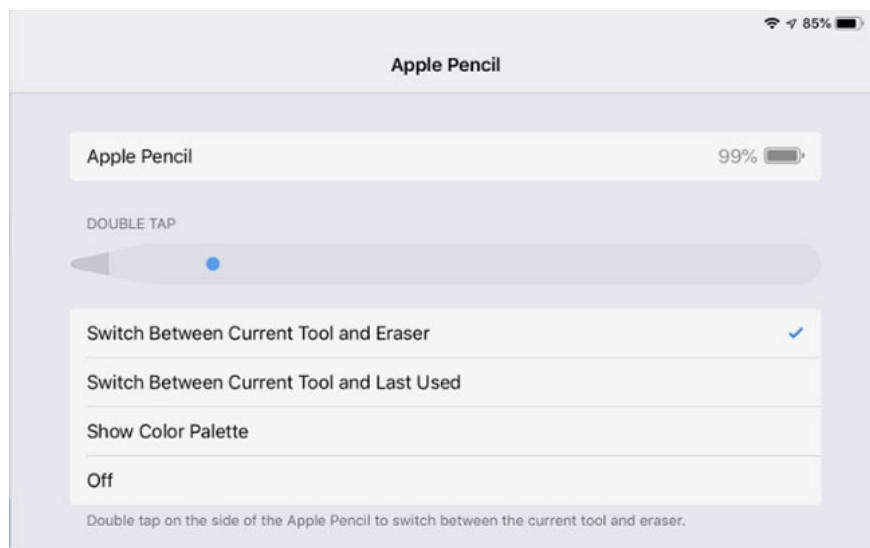 85%
Apple Pencil
Apple Pencil 99%
DOUBLE TAP
Switch Between Current Tool and Eraser
Switch Between Current Tool and Last Used
Show Color Palette
Off
Double tap on the side of the Apple Pencil to switch between the current tool and eraser.